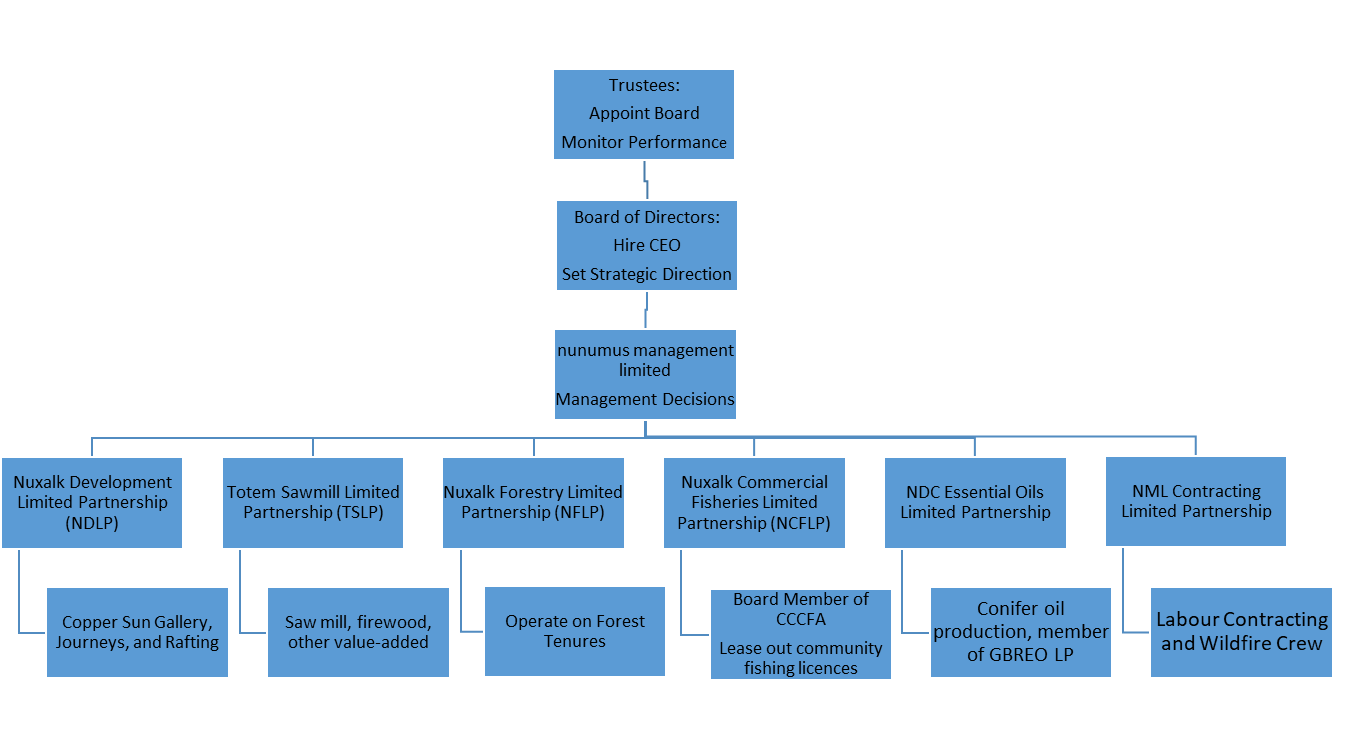 Trustees:
Appoint Board
Monitor Performance
Board of Directors:
Hire CEO
Set Strategic Direction
nunumus management
limited
Management Decisions
Nuxalk Development
Limited Partnership
(NDLP)
Totem Sawmill Limited
Partnership (TSLP)
Nuxalk Forestry Limited
Partnership (NFLP)
Nuxalk Commercial
Fisheries Limited
Partnership (NCFLP)
NDC Essential Oils
Limited Partnership
NML Contracting
Limited Partnership
Copper Sun Gallery,
Journeys, and Rafting
Saw mill, firewood,
other value-added
Operate on Forest
Tenures
Board Member of
CCCFA
Lease out community
fishing licences
Conifer oil
production, member
of GBREO LP
Labour Contracting
and Wildfire Crew